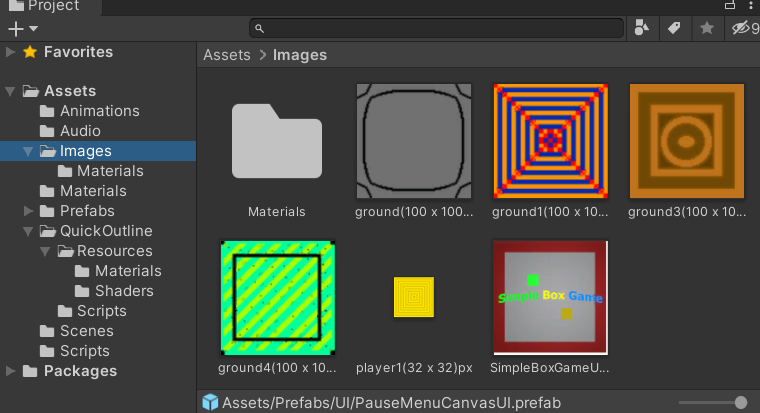 Project
9
Favorites
Assets > Images
Assets
Animations
Audio
Images
Materials
Materials
Prefabs
QuickOutline
Resources
Materials
Shaders
Scripts
Scenes
Scripts
Packages
Materials
ground(100 x 100...
ground1(100 x 10...
ground3(100 x 10...
Simple Box Game
ground4(100 x 10...
player1(32 x 32)px
SimpleBoxGameU...
Assets/Prefabs/UI/PauseMenuCanvasUI.prefab